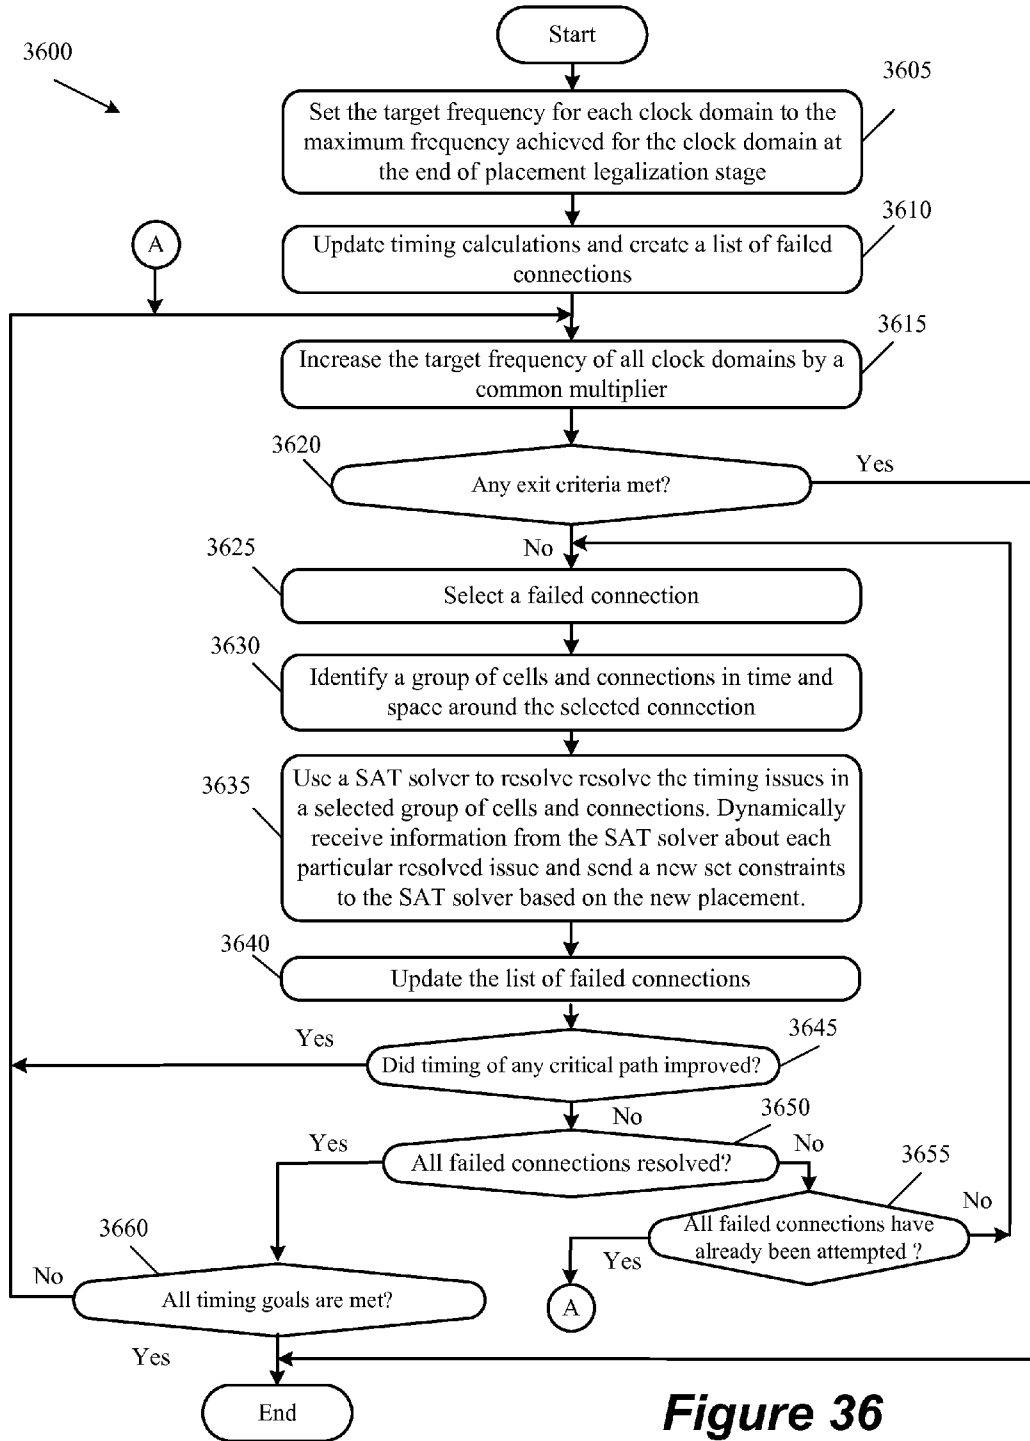 Start
3600
3605
Set the target frequency for each clock domain to the
maximum frequency achieved for the clock domain at
the end of placement legalization stage
3610
A
Update timing calculations and create a list of failed
connections
3615
Increase the target frequency of all clock domains by a
common multiplier
3620
Yes
Any exit criteria met?
No
3625
Select a failed connection
3630
Identify a group of cells and connections in time and
space around the selected connection
3635
Use a SAT solver to resolve resolve the timing issues in
a selected group of cells and connections. Dynamically
receive information from the SAT solver about each
particular resolved issue and send a new set constraints
to the SAT solver based on the new placement.
3640
Update the list of failed connections
Yes
3645
Did timing of any critical path improved?
No
3650
Yes
No
All failed connections resolved?
3655
No
All failed connections have
already been attempted ?
Yes
3660
No
All timing goals are met?
A
Yes
End
Figure 36